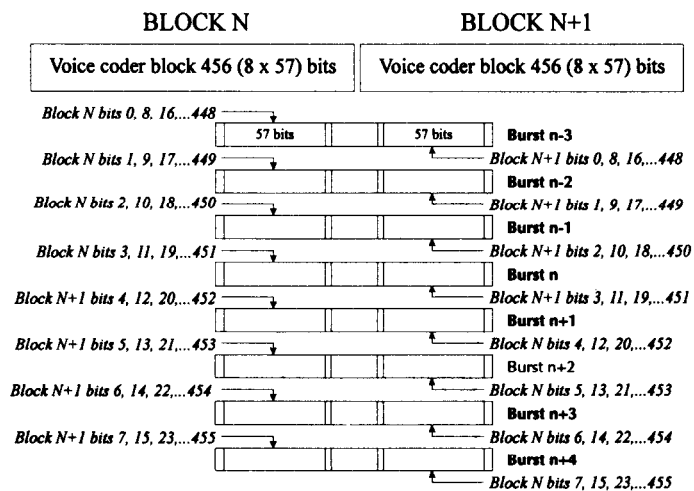 BLOCK N
BLOCK N+1
Voice coder block 456 (8 x 57) bits
Voice coder block 456 (8 x 57) bits
Block N bits 0, 8, 16,...448
57 bits
57 bits
Burst n-3
Block N bits 1, 9, 17,...449
Block N+1 bits 0, 8, 16,...448
Burst n-2
Block N bits 2, 10, 18,...450
Block N+1 bits 1, 9, 17,...449
Burst n-1
Block N bits 3, 11, 19,...451
Block N+1 bits 2, 10, 18,...450
Burst n
Block N+1 bits 4, 12, 20,...452
Block N+1 bits 3, 11, 19,...451
Burst n+1
Block N+1 bits 5, 13, 21,...453
Block N bits 4, 12, 20,...452
Burst n+2
Block N+1 bits 6, 14, 22,...454
Block N bits 5, 13, 21,...453
Burst n+3
Block N+1 bits 7, 15, 23,...455
Block N bits 6, 14, 22,...454
Burst n+4
Block N bits 7, 15, 23,...455